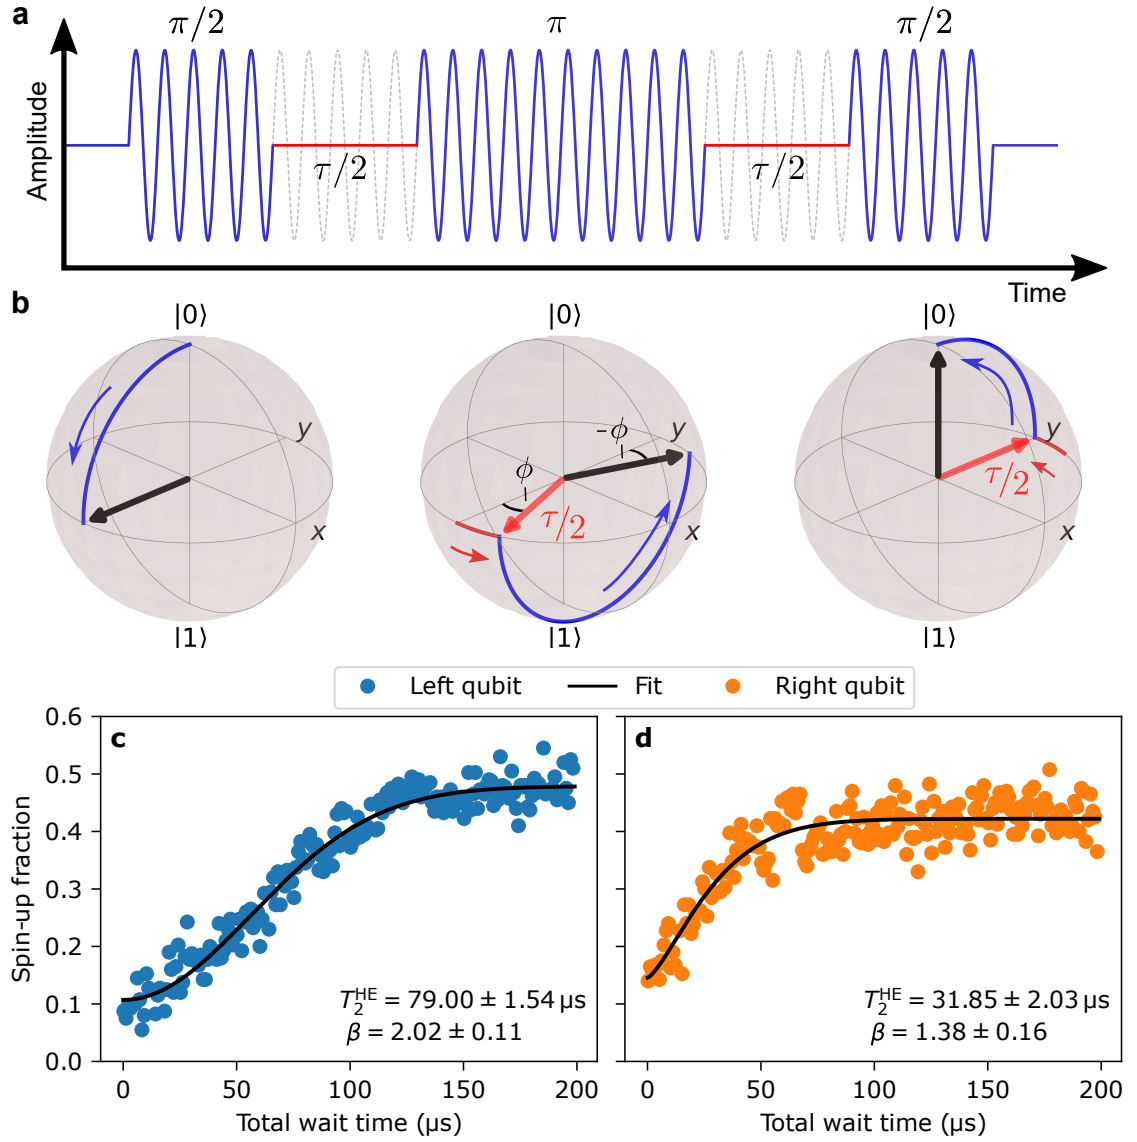 a
π/2 π π/2
Amplitude
τ/2 τ/2
Time
b
|0⟩ |0⟩ |0⟩
y
x
|1⟩
-ϕ y
ϕ
τ/2
x
|1⟩
y
τ/2
x
|1⟩
Left qubit Fit Right qubit
c
Spin-up fraction
0.6
0.5
0.4
0.3
0.2
0.1
0.0
T₂ᴴᴱ = 79.00 ± 1.54 µs
β = 2.02 ± 0.11
0 50 100 150 200
Total wait time (µs)
d
T₂ᴴᴱ = 31.85 ± 2.03 µs
β = 1.38 ± 0.16
0 50 100 150 200
Total wait time (µs)